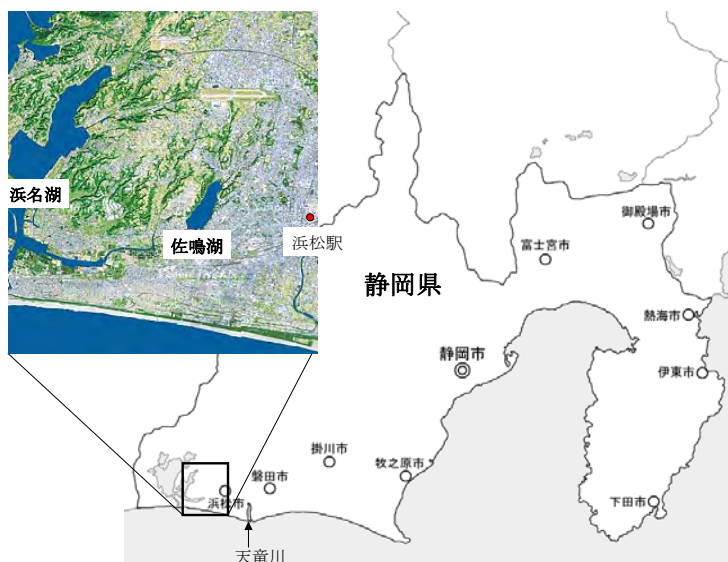 浜名湖
佐鳴湖
浜松駅
静岡県
御殿場市
富士宮市
熱海市
静岡市
伊東市
掛川市
牧之原市
磐田市
浜松市
下田市
天竜川